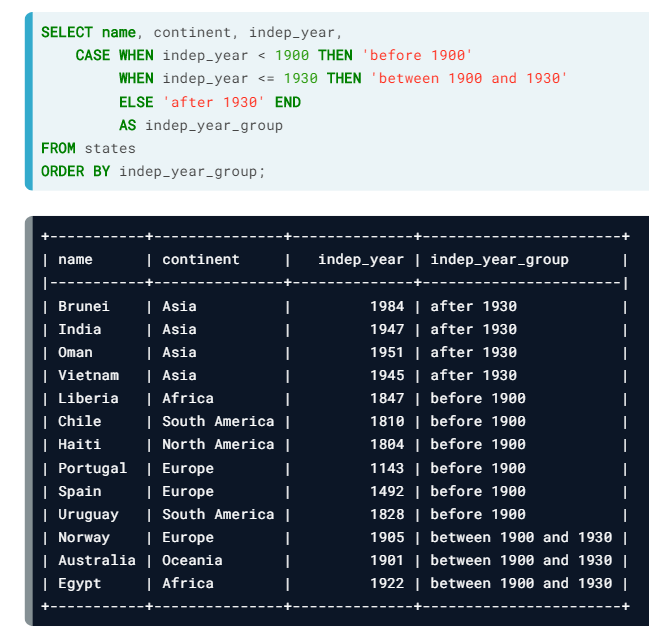 SELECT name, continent, indep_year,
    CASE WHEN indep_year < 1900 THEN 'before 1900'
         WHEN indep_year <= 1930 THEN 'between 1900 and 1930'
         ELSE 'after 1930' END
         AS indep_year_group
FROM states
ORDER BY indep_year_group;
+-----------+---------------+--------------+-----------------------+
| name      | continent     |   indep_year | indep_year_group      |
|-----------+---------------+--------------+-----------------------|
| Brunei    | Asia          |         1984 | after 1930            |
| India     | Asia          |         1947 | after 1930            |
| Oman      | Asia          |         1951 | after 1930            |
| Vietnam   | Asia          |         1945 | after 1930            |
| Liberia   | Africa        |         1847 | before 1900           |
| Chile     | South America |         1810 | before 1900           |
| Haiti     | North America |         1804 | before 1900           |
| Portugal  | Europe        |         1143 | before 1900           |
| Spain     | Europe        |         1492 | before 1900           |
| Uruguay   | South America |         1828 | before 1900           |
| Norway    | Europe        |         1905 | between 1900 and 1930 |
| Australia | Oceania       |         1901 | between 1900 and 1930 |
| Egypt     | Africa        |         1922 | between 1900 and 1930 |
+-----------+---------------+--------------+-----------------------+